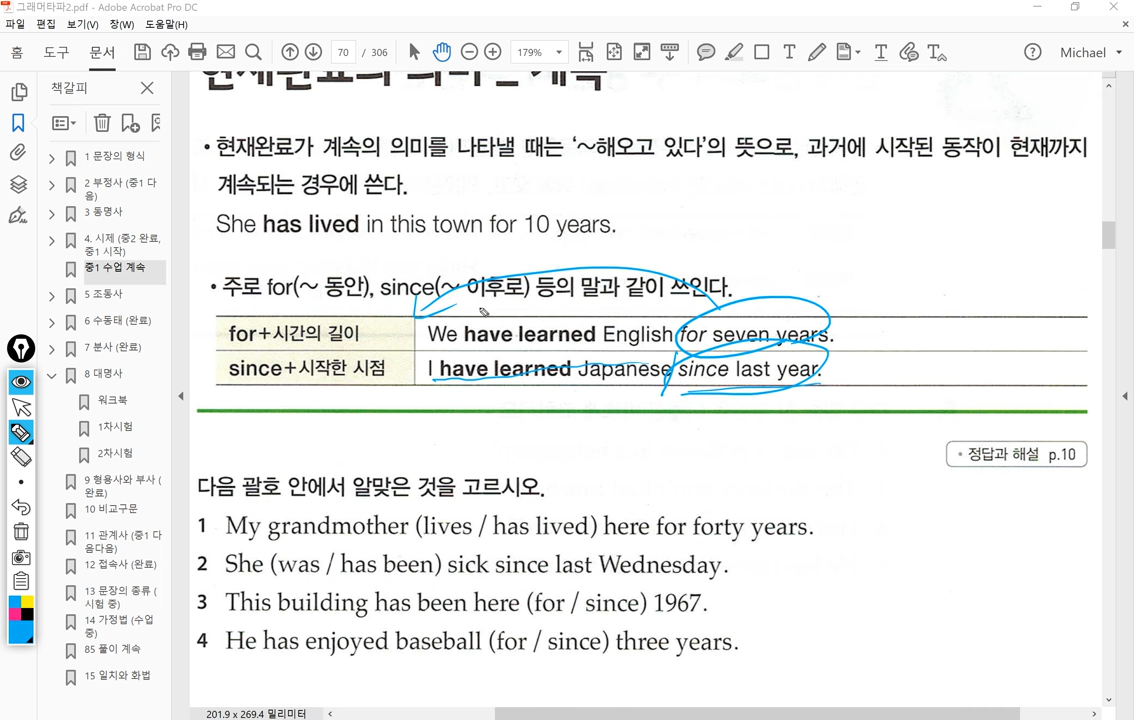 그래머타파2.pdf - Adobe Acrobat Pro DC
파일 편집 보기(V) 창(W) 도움말(H)
홈 도구 문서 70 / 306 179% Michael
책갈피
1 문장의 형식
2 부정사 (중1 다
음)
3 동명사
4. 시제 (중2 완료,
중1 시작)
중1 수업 계속
5 조동사
6 수동태 (완료)
7 분사 (완료)
8 대명사
워크북
1차시험
2차시험
9 형용사와 부사 (
완료)
10 비교구문
11 관계사 (중1 다
음다음)
12 접속사 (완료)
13 문장의 종류 (
시험 중)
14 가정법 (수업
중)
85 풀이 계속
15 일치와 화법
• 현재완료가 계속의 의미를 나타낼 때는 ‘~해오고 있다’의 뜻으로, 과거에 시작된 동작이 현재까지
계속되는 경우에 쓴다.
She has lived in this town for 10 years.
• 주로 for(~ 동안), since(~ 이후로) 등의 말과 같이 쓰인다.
for+시간의 길이 We have learned English for seven years.
since+시작한 시점 I have learned Japanese since last year.
• 정답과 해설 p.10
다음 괄호 안에서 알맞은 것을 고르시오.
1 My grandmother (lives / has lived) here for forty years.
2 She (was / has been) sick since last Wednesday.
3 This building has been here (for / since) 1967.
4 He has enjoyed baseball (for / since) three years.
201.9 x 269.4 밀리미터